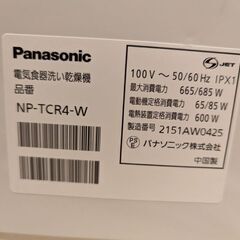 Panasonic
電気食器洗い乾燥機
品番
NP-TCR4-W
JET
100 V ～ 50/60 Hz IPX1
最大消費電力 665/685 W
電動機定格消費電力 65/85 W
電熱装置定格消費電力 600 W
製造番号 2151AW0425
PSE
パナソニック株式会社
中国製